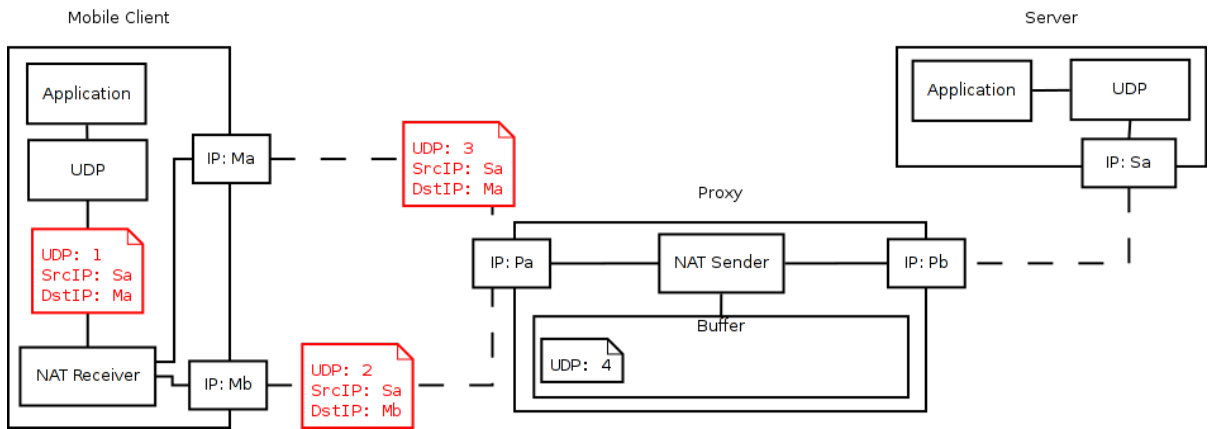 Mobile Client
Server
Application
UDP
IP: Ma
UDP: 3
SrcIP: Sa
DstIP: Ma
Application
UDP
IP: Sa
UDP: 1
SrcIP: Sa
DstIP: Ma
Proxy
IP: Pa
NAT Sender
IP: Pb
Buffer
UDP: 4
NAT Receiver
IP: Mb
UDP: 2
SrcIP: Sa
DstIP: Mb